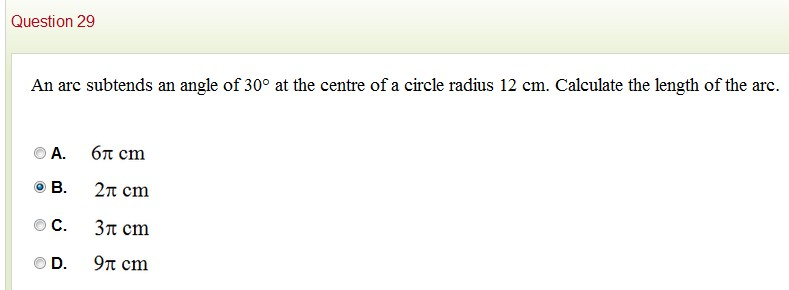 Question 29
An arc subtends an angle of 30° at the centre of a circle radius 12 cm. Calculate the length of the arc.
A. 6π cm
B. 2π cm
C. 3π cm
D. 9π cm